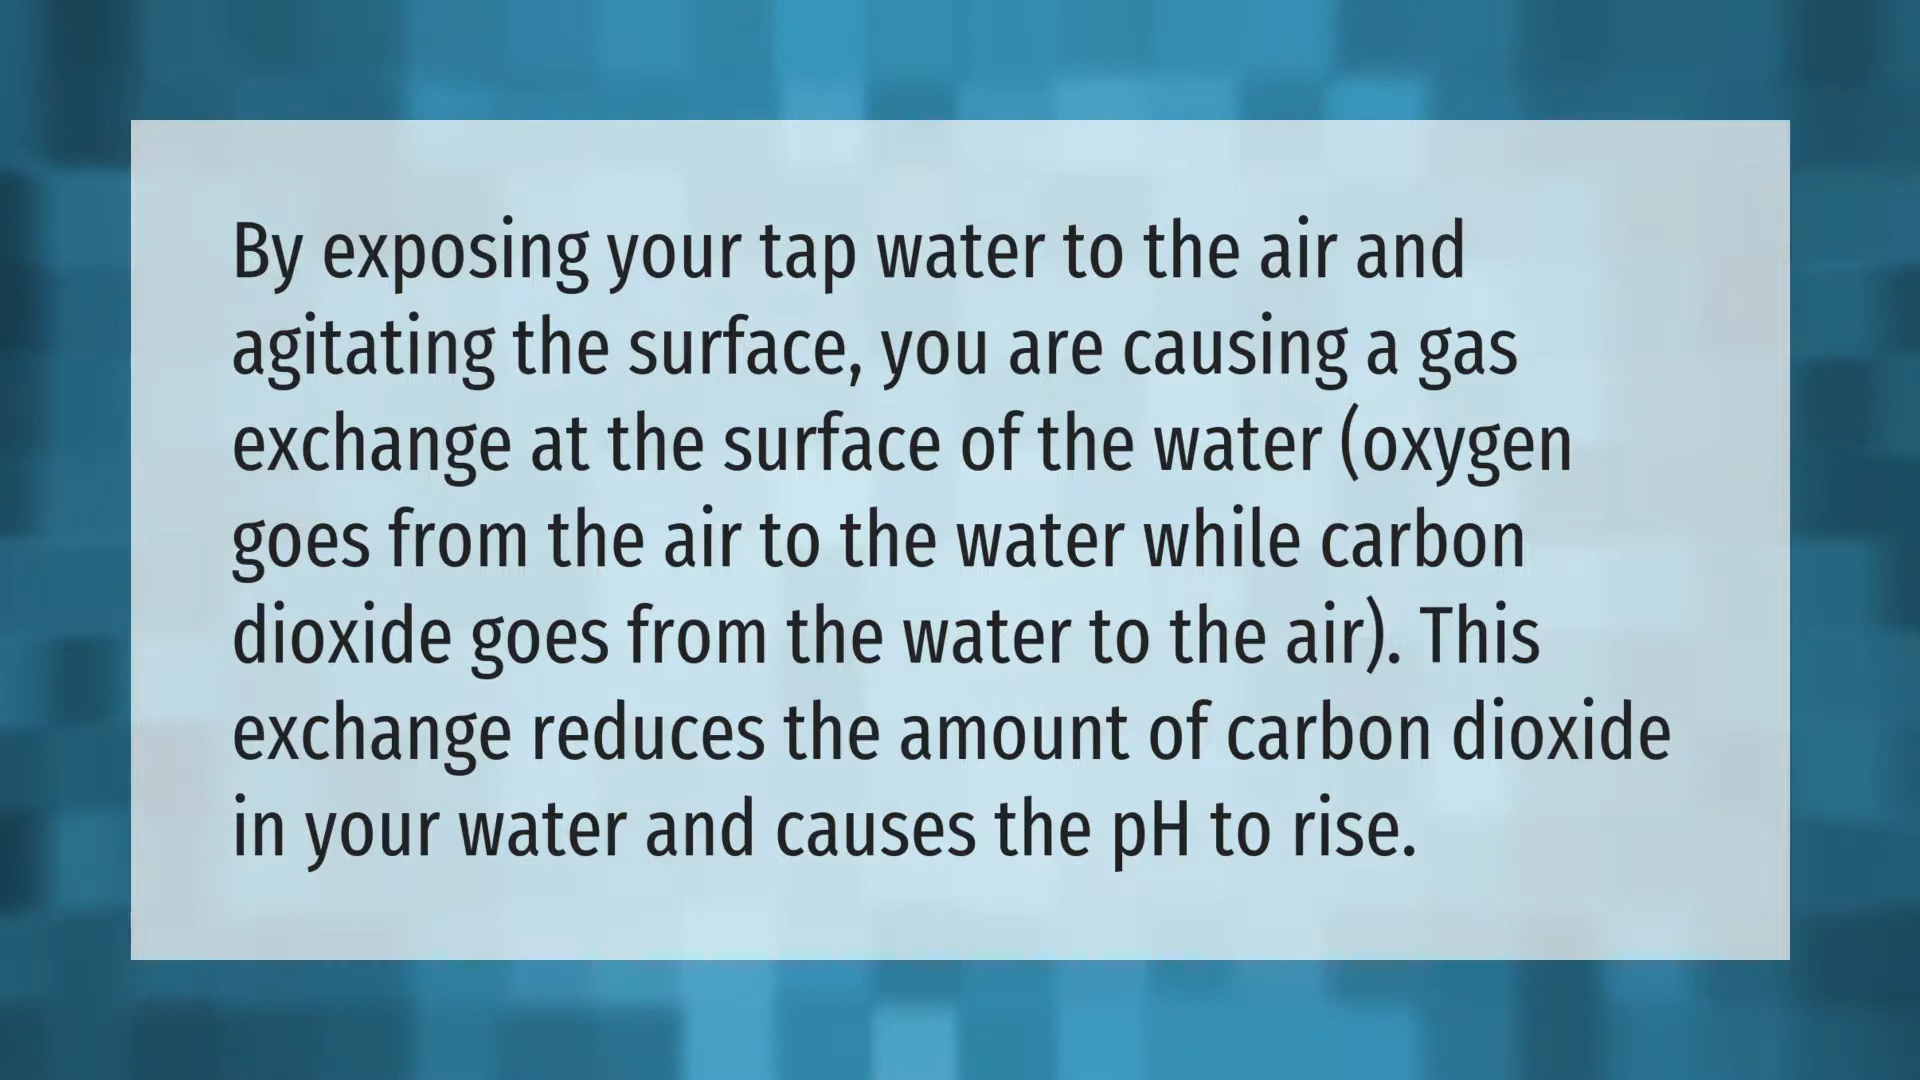 By exposing your tap water to the air and
agitating the surface, you are causing a gas
exchange at the surface of the water (oxygen
goes from the air to the water while carbon
dioxide goes from the water to the air). This
exchange reduces the amount of carbon dioxide
in your water and causes the pH to rise.